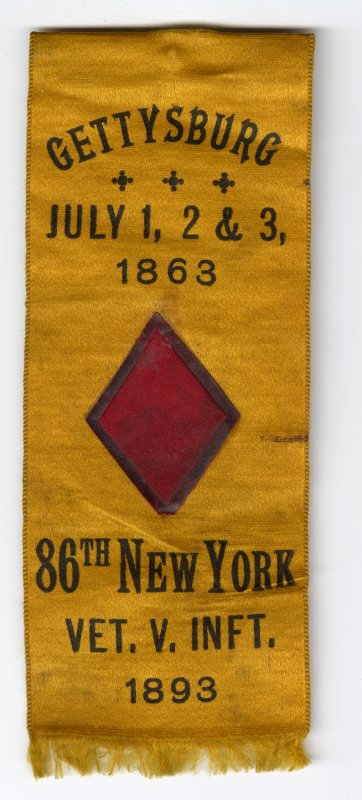 GETTYSBURG
JULY 1, 2 & 3,
1863
86TH NEW YORK
VET. V. INFT.
1893